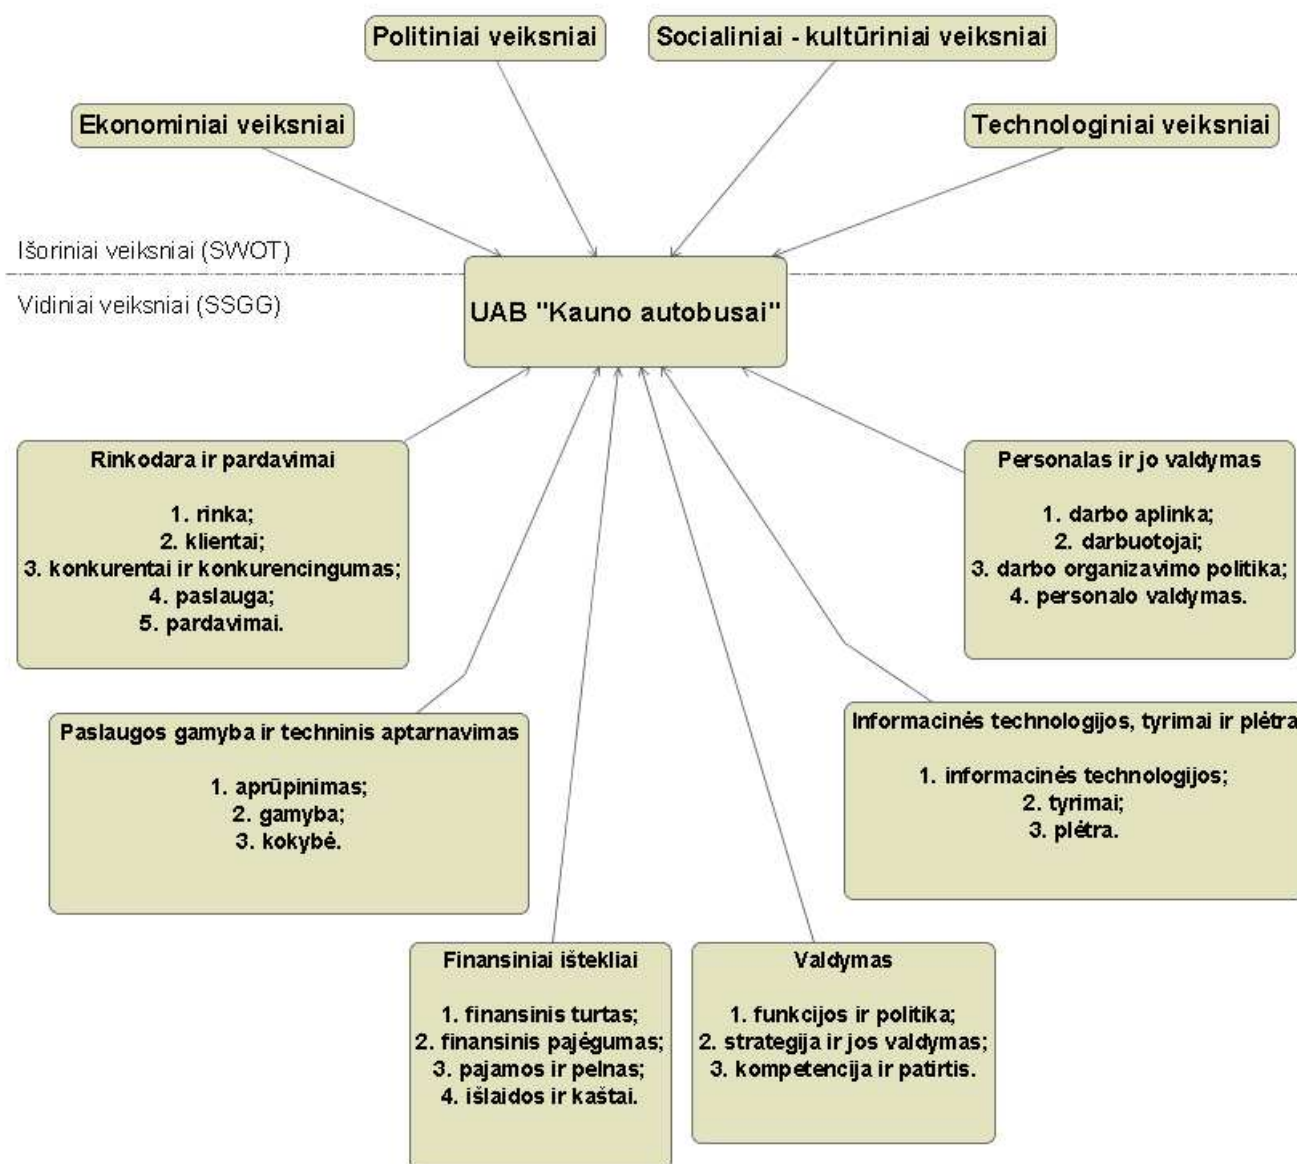 Politiniai veiksniai
Socialiniai - kultūriniai veiksniai
Ekonominiai veiksniai
Technologiniai veiksniai
Išoriniai veiksniai (SWOT)
Vidiniai veiksniai (SSGG)
UAB "Kauno autobusai"
Rinkodara ir pardavimai
1. rinka;
2. klientai;
3. konkurentai ir konkurencingumas;
4. paslauga;
5. pardavimai.
Personalas ir jo valdymas
1. darbo aplinka;
2. darbuotojai;
3. darbo organizavimo politika;
4. personalo valdymas.
Paslaugos gamyba ir techninis aptarnavimas
1. aprūpinimas;
2. gamyba;
3. kokybė.
Informacinės technologijos, tyrimai ir plėtra
1. informacinės technologijos;
2. tyrimai;
3. plėtra.
Finansiniai ištekliai
1. finansinis turtas;
2. finansinis pajėgumas;
3. pajamos ir pelnas;
4. išlaidos ir kaštai.
Valdymas
1. funkcijos ir politika;
2. strategija ir jos valdymas;
3. kompetencija ir patirtis.